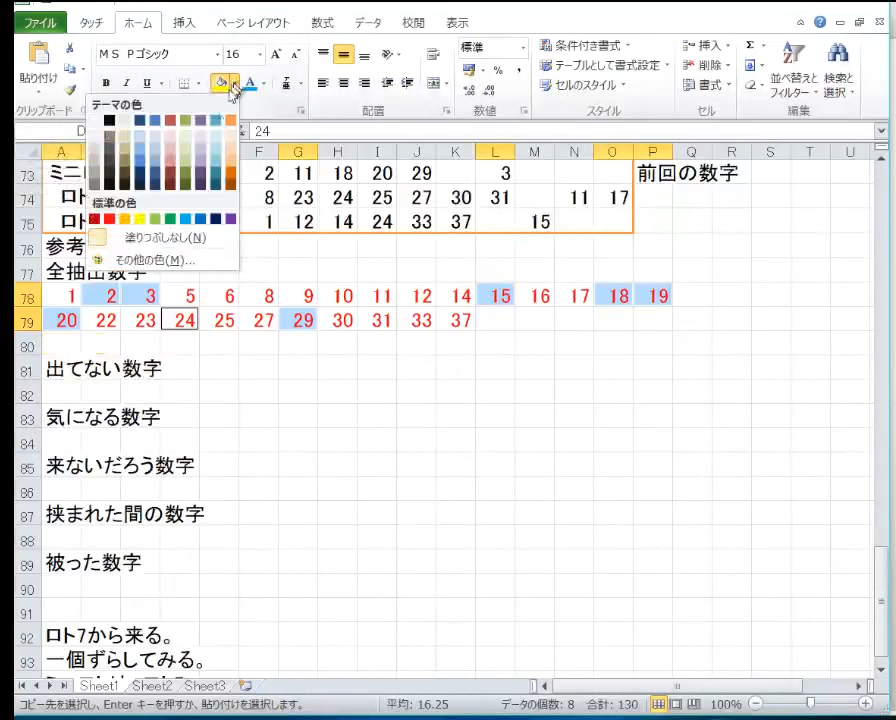 ファイル タッチ ホーム 挿入 ページ レイアウト 数式 データ 校閲 表示
貼り付け
クリップボード
ＭＳ Ｐゴシック 16
B I U
標準
% ,
条件付き書式
テーブルとして書式設定
セルのスタイル
挿入
削除
書式
Σ
並べ替えと
フィルター
検索と
選択
配置 数値 スタイル セル 編集
テーマの色
標準の色
塗りつぶしなし(N)
その他の色(M)...
24
A F G H I J K L M N O P Q R S T U
73 ミニ 2 11 18 20 29 3 前回の数字
74 ロト 8 23 24 25 27 30 31 11 17
75 ロト 1 12 14 24 33 37 15
76 参考
77 全抽出数字
78 1 2 3 5 6 8 9 10 11 12 14 15 16 17 18 19
79 20 22 23 24 25 27 29 30 31 33 37
80
81 出てない数字
82
83 気になる数字
84
85 来ないだろう数字
86
87 挟まれた間の数字
88
89 被った数字
90
91
92 ロト7から来る。
93 一個ずらしてみる。
Sheet1 Sheet2 Sheet3
コピー先を選択し、Enter キーを押すか、貼り付けを選択します。 平均: 16.25 データの個数: 8 合計: 130 100%